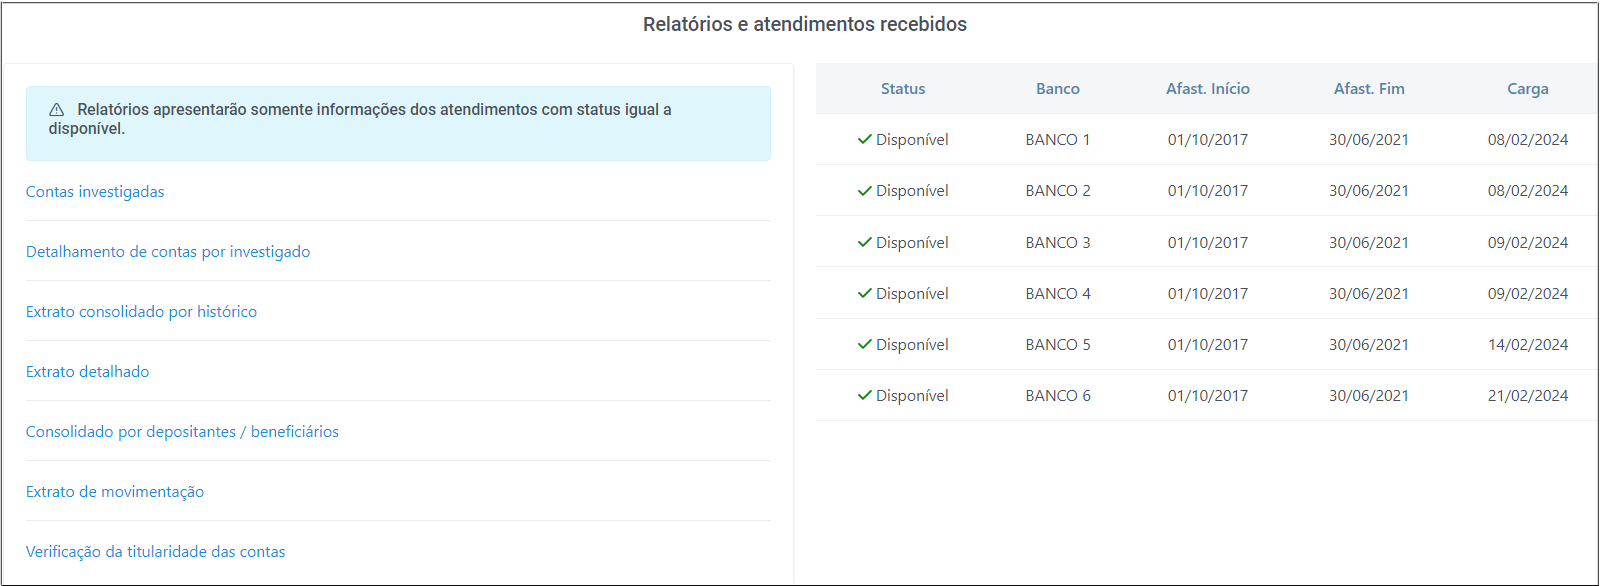 Relatórios e atendimentos recebidos
Relatórios apresentarão somente informações dos atendimentos com status igual a
disponível.
Contas investigadas
Detalhamento de contas por investigado
Extrato consolidado por histórico
Extrato detalhado
Consolidado por depositantes / beneficiários
Extrato de movimentação
Verificação da titularidade das contas
Status Banco Afast. Início Afast. Fim Carga
Disponível BANCO 1 01/10/2017 30/06/2021 08/02/2024
Disponível BANCO 2 01/10/2017 30/06/2021 08/02/2024
Disponível BANCO 3 01/10/2017 30/06/2021 09/02/2024
Disponível BANCO 4 01/10/2017 30/06/2021 09/02/2024
Disponível BANCO 5 01/10/2017 30/06/2021 14/02/2024
Disponível BANCO 6 01/10/2017 30/06/2021 21/02/2024